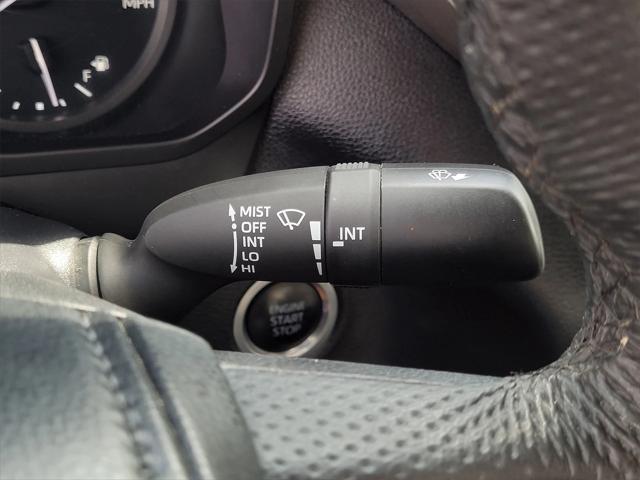 MPH
F
MIST
OFF
INT
LO
HI
INT
ENGINE
START
STOP